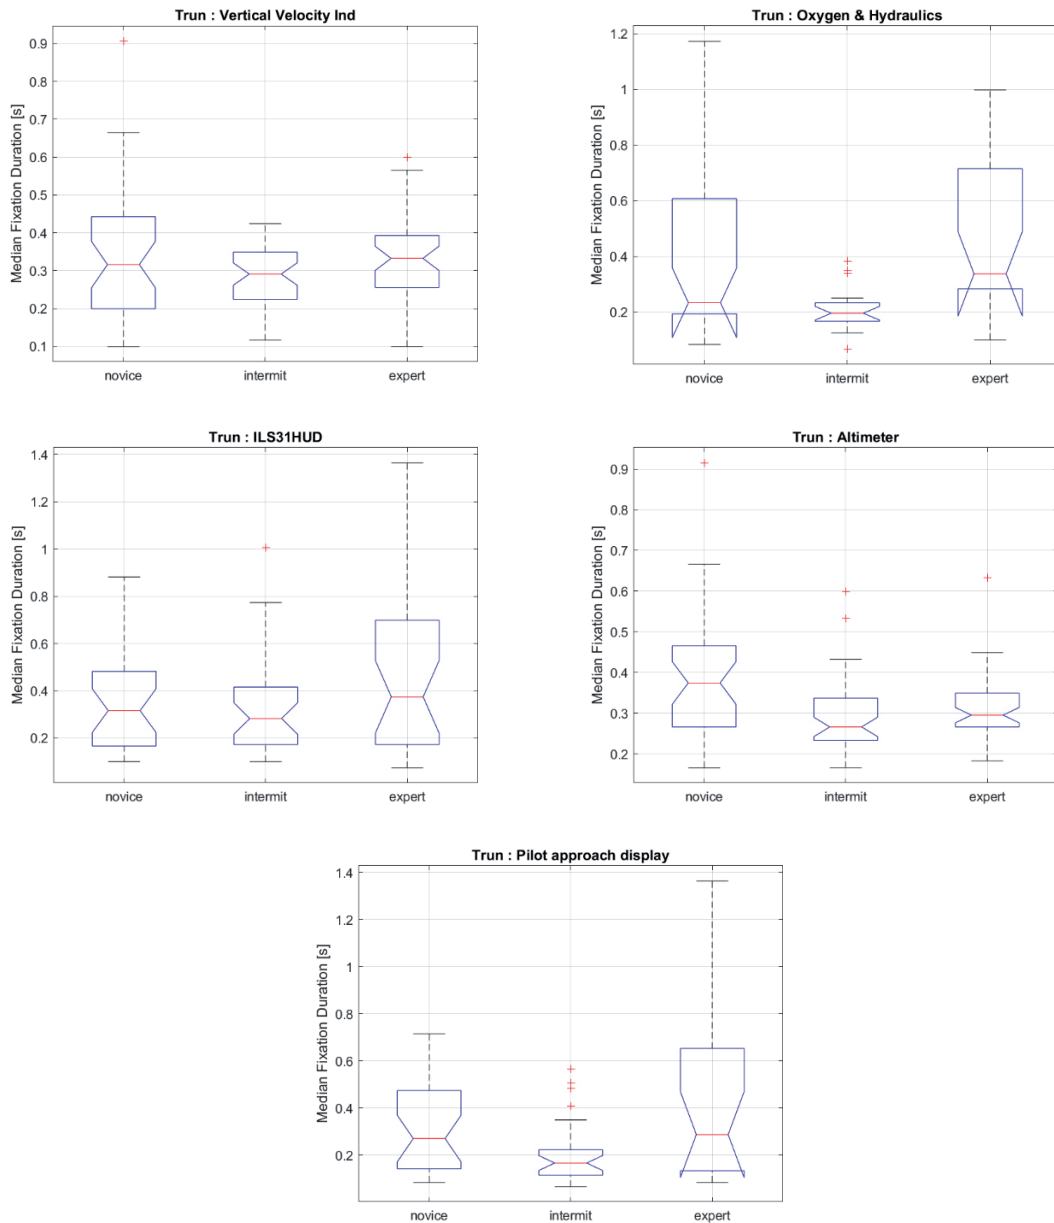 Trun : Vertical Velocity Ind
Median Fixation Duration [s]
0.9
0.8
0.7
0.6
0.5
0.4
0.3
0.2
0.1
novice intermit expert
Trun : Oxygen & Hydraulics
Median Fixation Duration [s]
1.2
1
0.8
0.6
0.4
0.2
novice intermit expert
Trun : ILS31HUD
Median Fixation Duration [s]
1.4
1.2
1
0.8
0.6
0.4
0.2
novice intermit expert
Trun : Altimeter
Median Fixation Duration [s]
0.9
0.8
0.7
0.6
0.5
0.4
0.3
0.2
novice intermit expert
Trun : Pilot approach display
Median Fixation Duration [s]
1.4
1.2
1
0.8
0.6
0.4
0.2
novice intermit expert